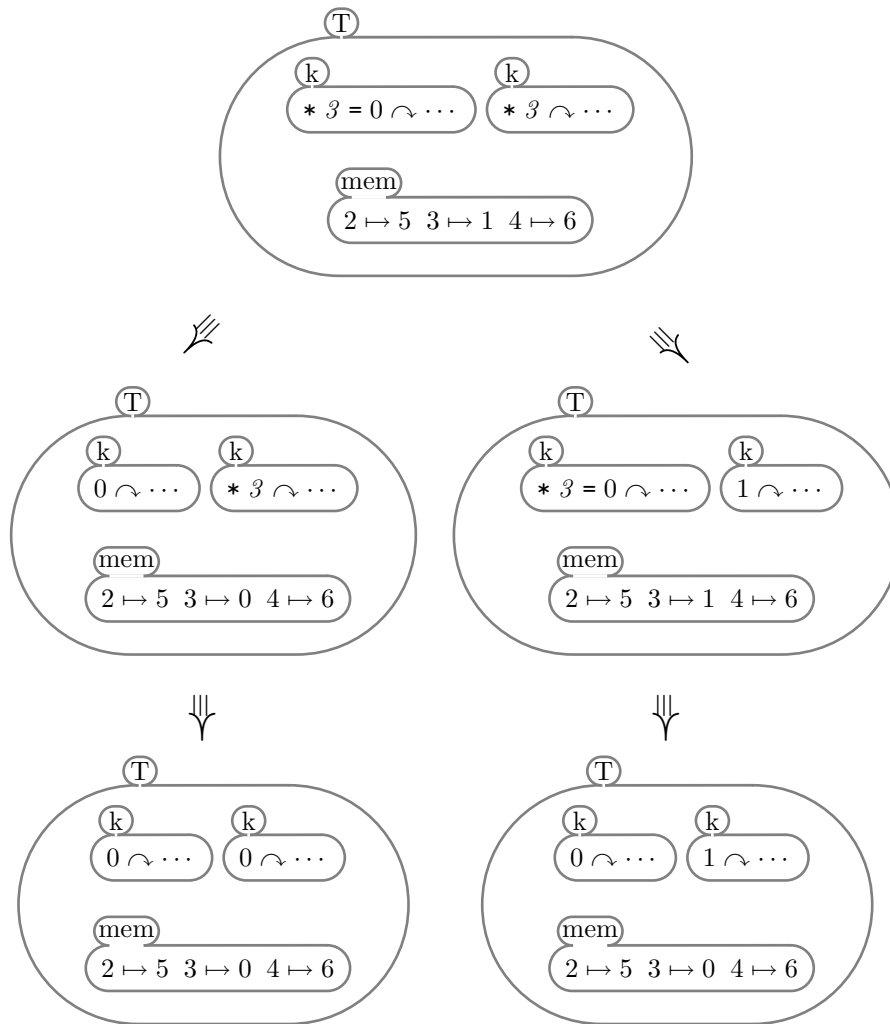 T
k k
* 3 = 0 ↷ ··· * 3 ↷ ···
mem
2 ↦ 5 3 ↦ 1 4 ↦ 6
T T
k k k k
0 ↷ ··· * 3 ↷ ··· * 3 = 0 ↷ ··· 1 ↷ ···
mem mem
2 ↦ 5 3 ↦ 0 4 ↦ 6 2 ↦ 5 3 ↦ 1 4 ↦ 6
T T
k k k k
0 ↷ ··· 0 ↷ ··· 0 ↷ ··· 1 ↷ ···
mem mem
2 ↦ 5 3 ↦ 0 4 ↦ 6 2 ↦ 5 3 ↦ 0 4 ↦ 6